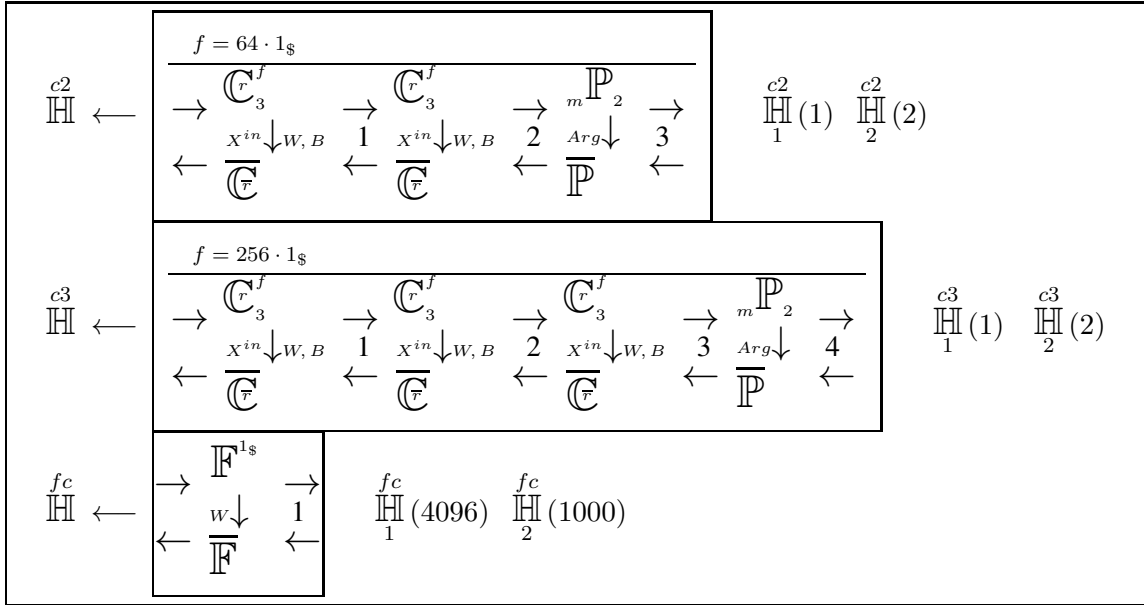 f = 64 · 1$
c2
ℍ ⟵ → ℂ r f 3 → ℂ r f 3 → m ℙ 2 → c2 ℍ 1 (1) c2 ℍ 2 (2)
X^in ↓ W, B 1 X^in ↓ W, B 2 Arg ↓ 3
← ℂ̅ r̅ ← ℂ̅ r̅ ← ℙ̅ ←
f = 256 · 1$
c3
ℍ ⟵ → ℂ r f 3 → ℂ r f 3 → ℂ r f 3 → m ℙ 2 → c3 ℍ 1 (1) c3 ℍ 2 (2)
X^in ↓ W, B 1 X^in ↓ W, B 2 X^in ↓ W, B 3 Arg ↓ 4
← ℂ̅ r̅ ← ℂ̅ r̅ ← ℂ̅ r̅ ← ℙ̅ ←
fc
ℍ ⟵ → 𝔽^1$ → fc ℍ 1 (4096) fc ℍ 2 (1000)
W ↓ 1
← 𝔽̅ ←